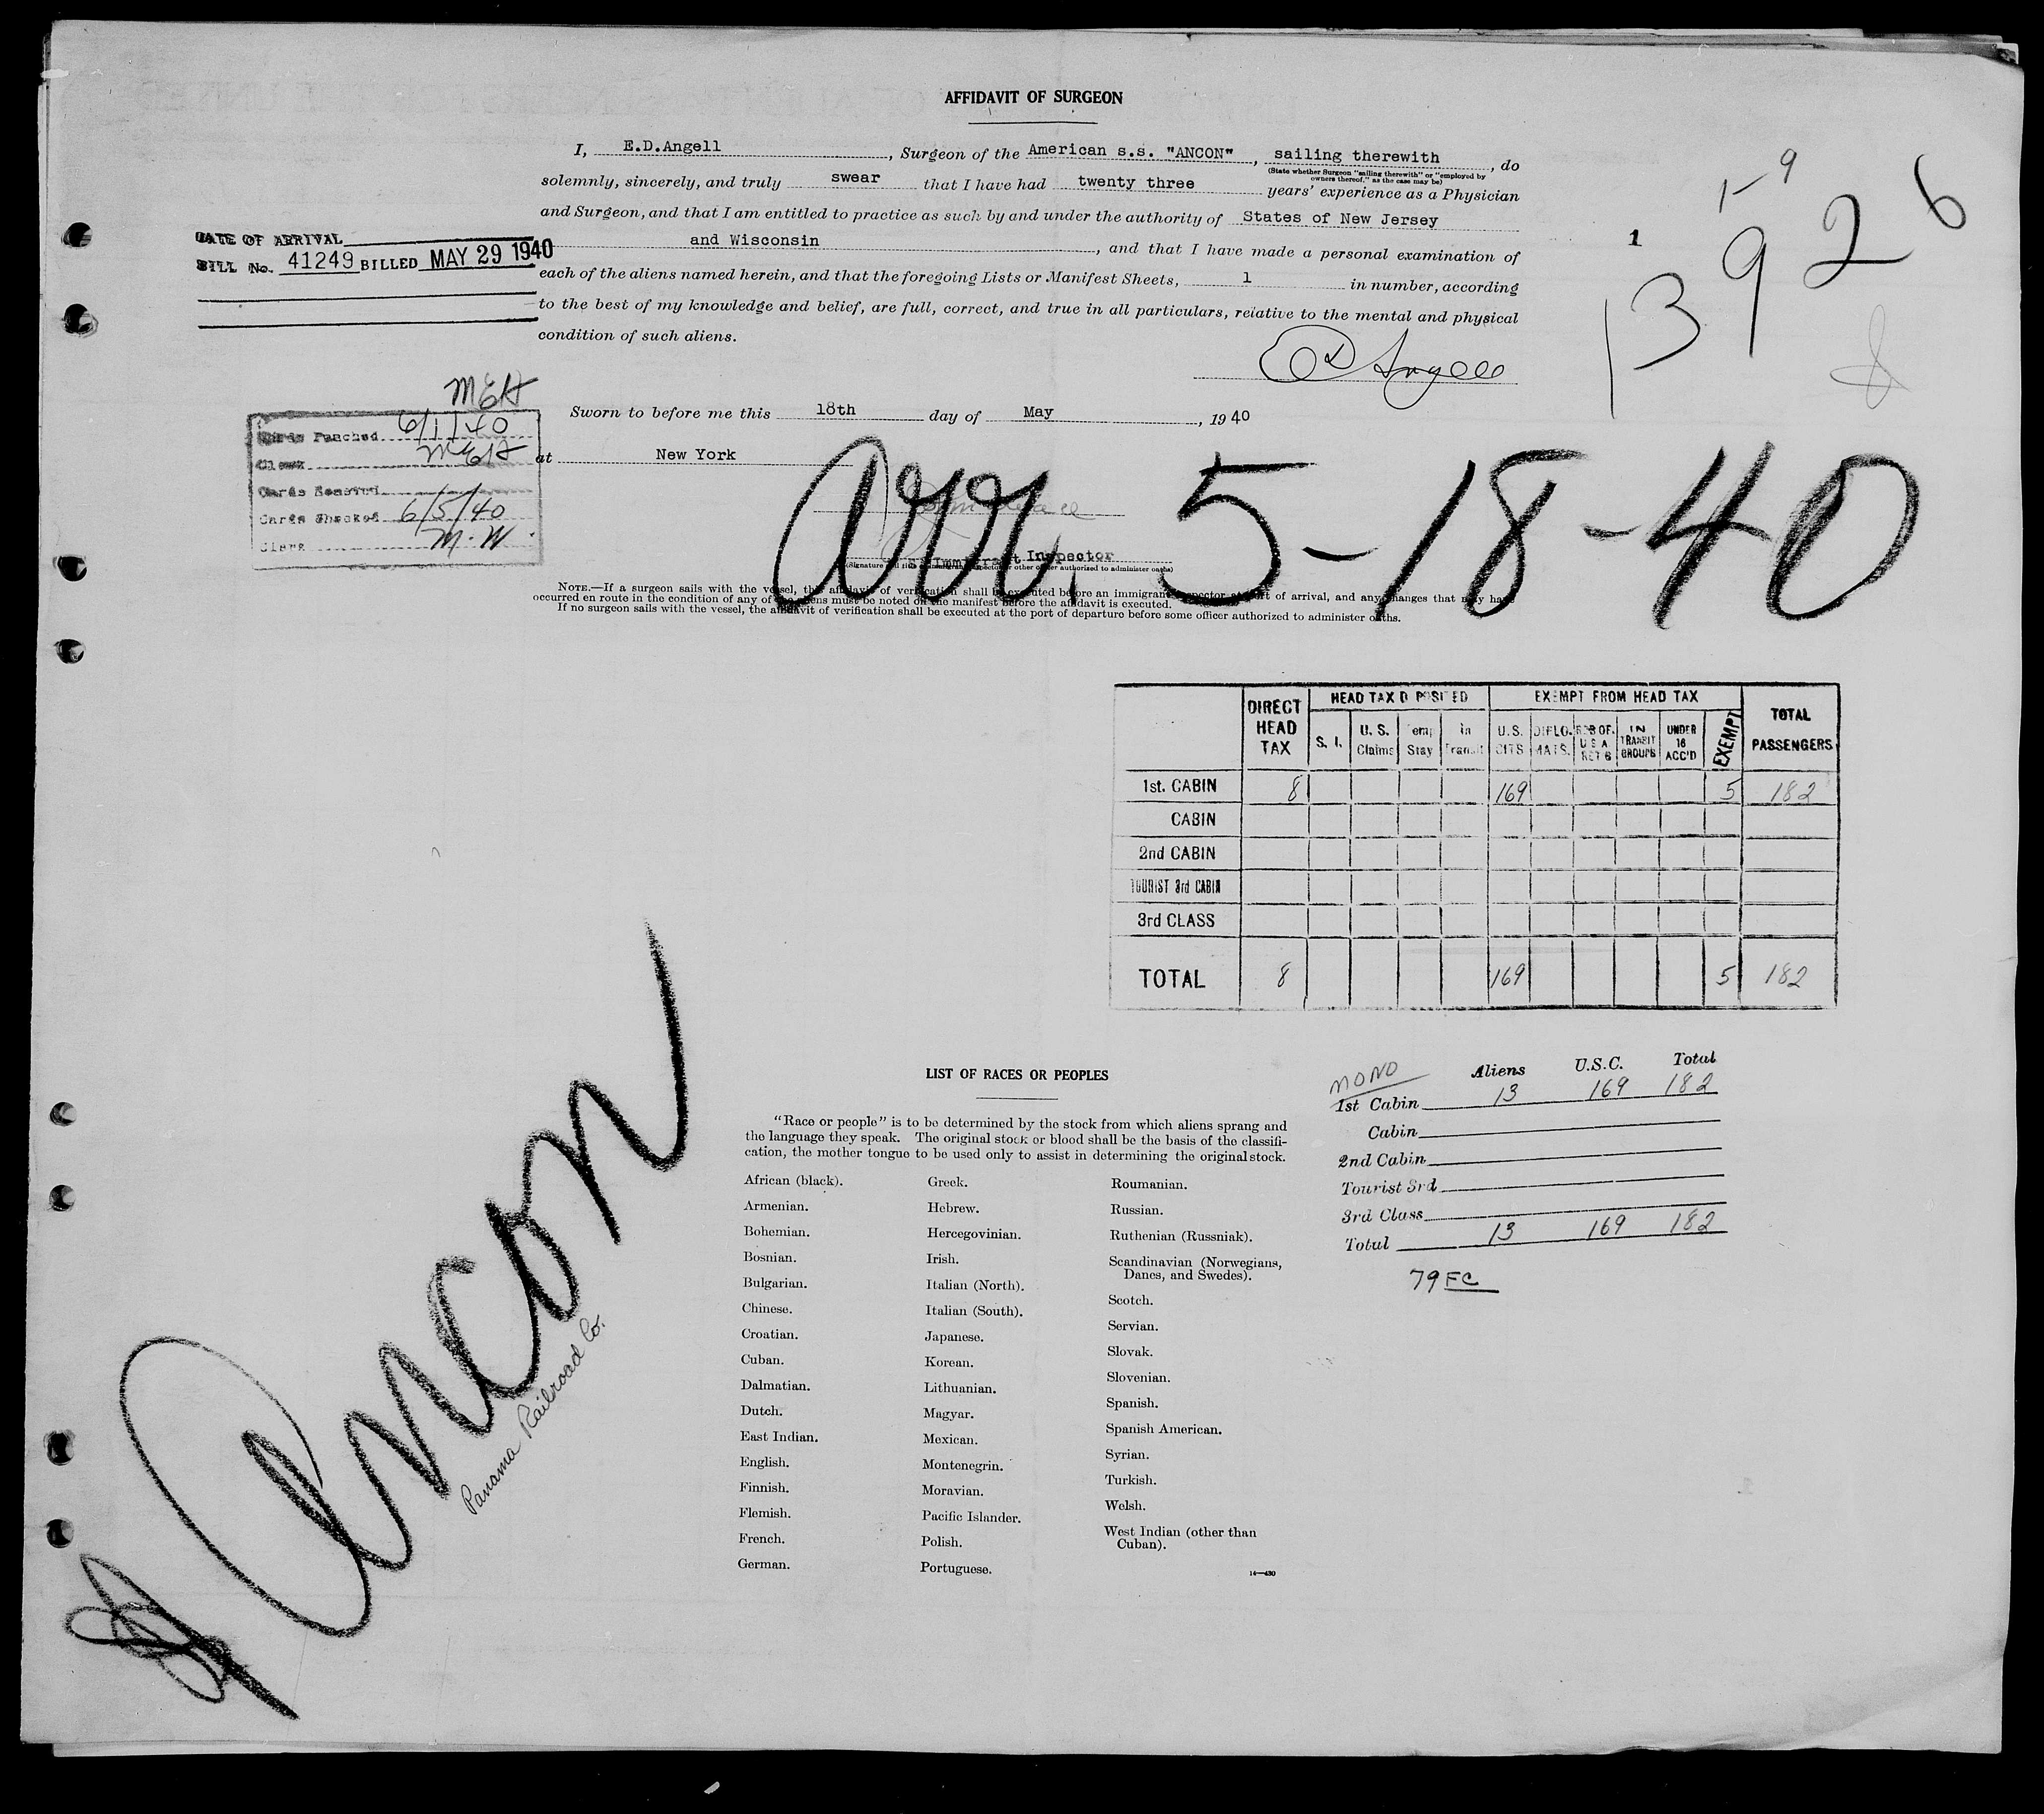 AFFIDAVIT OF SURGEON
I, E.D.Angell, Surgeon of the American s.s. "ANCON", sailing therewith, do
(State whether Surgeon "sailing therewith" or "employed by owners thereof," as the case may be)
solemnly, sincerely, and truly swear that I have had twenty three years' experience as a Physician
and Surgeon, and that I am entitled to practice as such by and under the authority of States of New Jersey
and Wisconsin, and that I have made a personal examination of
each of the aliens named herein, and that the foregoing Lists or Manifest Sheets, 1 in number, according
to the best of my knowledge and belief, are full, correct, and true in all particulars, relative to the mental and physical
condition of such aliens.
E D Angell
DATE OF ARRIVAL
BILL No. 41249 BILLED MAY 29 1940
1
1-9
13926
MEH
Cards Punched 6/1/40
Clerk MEH
Cards Removed
Cards Checked 6/5/40
Clerk M.W.
Sworn to before me this 18th day of May, 1940
at New York
Arr. 5-18-40
Immigrant Inspector
NOTE.—If a surgeon sails with the vessel, the affidavit of verification shall be executed before an immigrant inspector at port of arrival, and any changes that may have
occurred en route in the condition of any of the aliens must be noted on the manifest before the affidavit is executed.
If no surgeon sails with the vessel, the affidavit of verification shall be executed at the port of departure before some officer authorized to administer oaths.
DIRECT HEAD TAX HEAD TAX DEPOSITED EXEMPT FROM HEAD TAX TOTAL PASSENGERS
S. I. U. S. Claims Temp Stay In Transit U.S. CITS DIPLO. MATS. RES OF. U S A RET'G IN TRANSIT GROUPS UNDER 16 ACC'D EXEMPT
1st. CABIN 8 169 5 182
CABIN
2nd CABIN
TOURIST 3rd CABIN
3rd CLASS
TOTAL 8 169 5 182
Ancon
Panama Railroad Co.
MONO
Aliens U.S.C. Total
1st Cabin 13 169 182
Cabin
2nd Cabin
Tourist 3rd
3rd Class
Total 13 169 182
79 FC
LIST OF RACES OR PEOPLES
"Race or people" is to be determined by the stock from which aliens sprang and
the language they speak. The original stock or blood shall be the basis of the classifi-
cation, the mother tongue to be used only to assist in determining the original stock.
African (black).
Armenian.
Bohemian.
Bosnian.
Bulgarian.
Chinese.
Croatian.
Cuban.
Dalmatian.
Dutch.
East Indian.
English.
Finnish.
Flemish.
French.
German.
Greek.
Hebrew.
Hercegovinian.
Irish.
Italian (North).
Italian (South).
Japanese.
Korean.
Lithuanian.
Magyar.
Mexican.
Montenegrin.
Moravian.
Pacific Islander.
Polish.
Portuguese.
Roumanian.
Russian.
Ruthenian (Russniak).
Scandinavian (Norwegians,
Danes, and Swedes).
Scotch.
Servian.
Slovak.
Slovenian.
Spanish.
Spanish American.
Syrian.
Turkish.
Welsh.
West Indian (other than
Cuban).
14—430